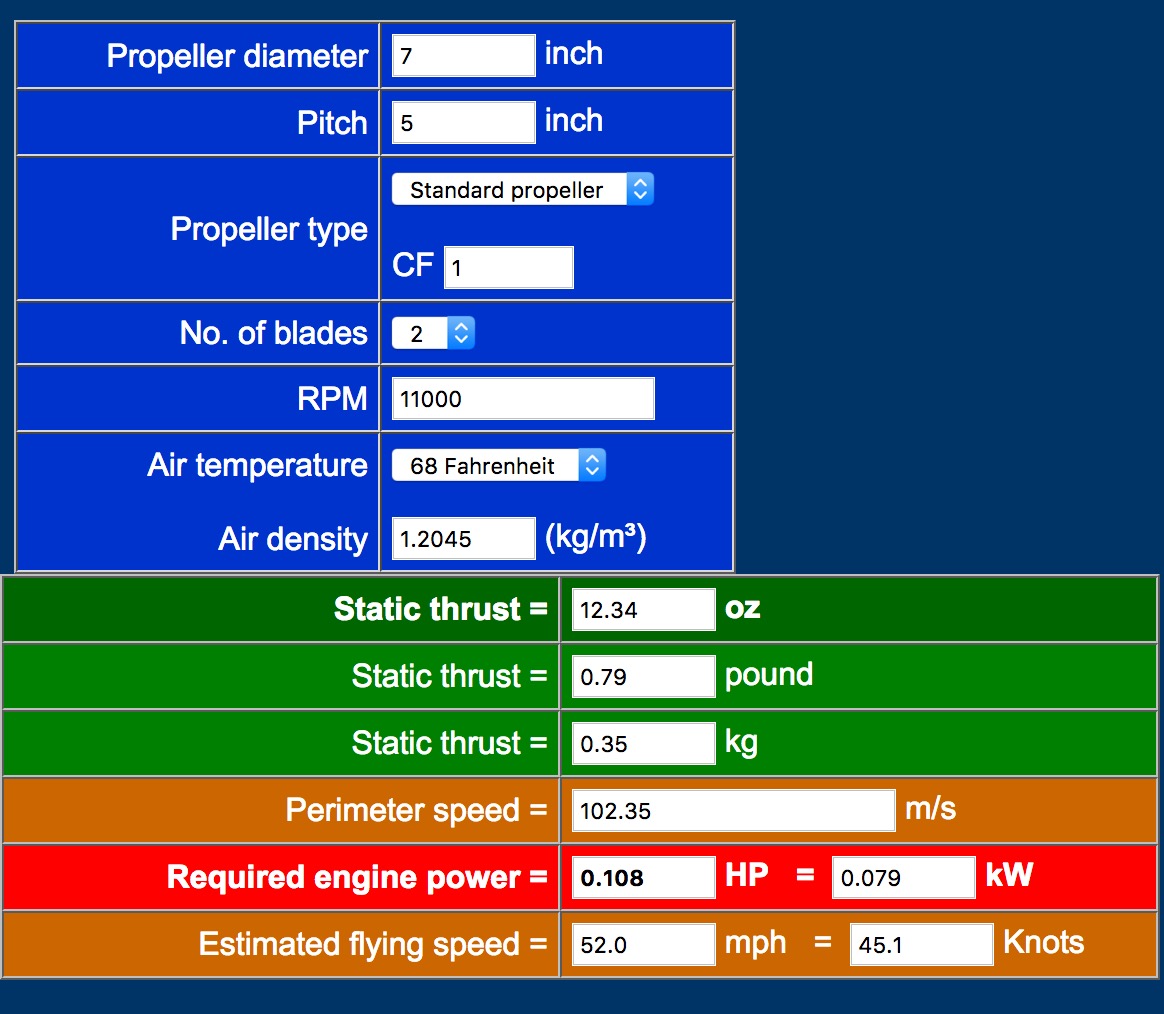 Propeller diameter 7 inch
Pitch 5 inch
Standard propeller
Propeller type
CF 1
No. of blades 2
RPM 11000
Air temperature 68 Fahrenheit
Air density 1.2045 (kg/m³)
Static thrust = 12.34 oz
Static thrust = 0.79 pound
Static thrust = 0.35 kg
Perimeter speed = 102.35 m/s
Required engine power = 0.108 HP = 0.079 kW
Estimated flying speed = 52.0 mph = 45.1 Knots